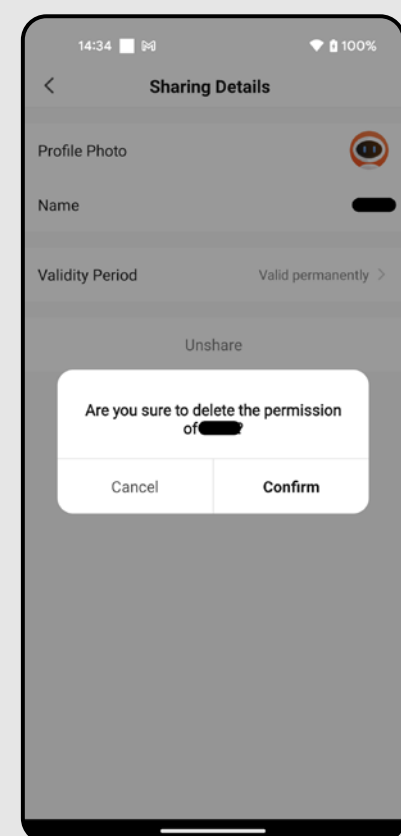 14:34 100%
Sharing Details
Profile Photo
Name
Validity Period Valid permanently >
Unshare
Are you sure to delete the permission
of ?
Cancel Confirm